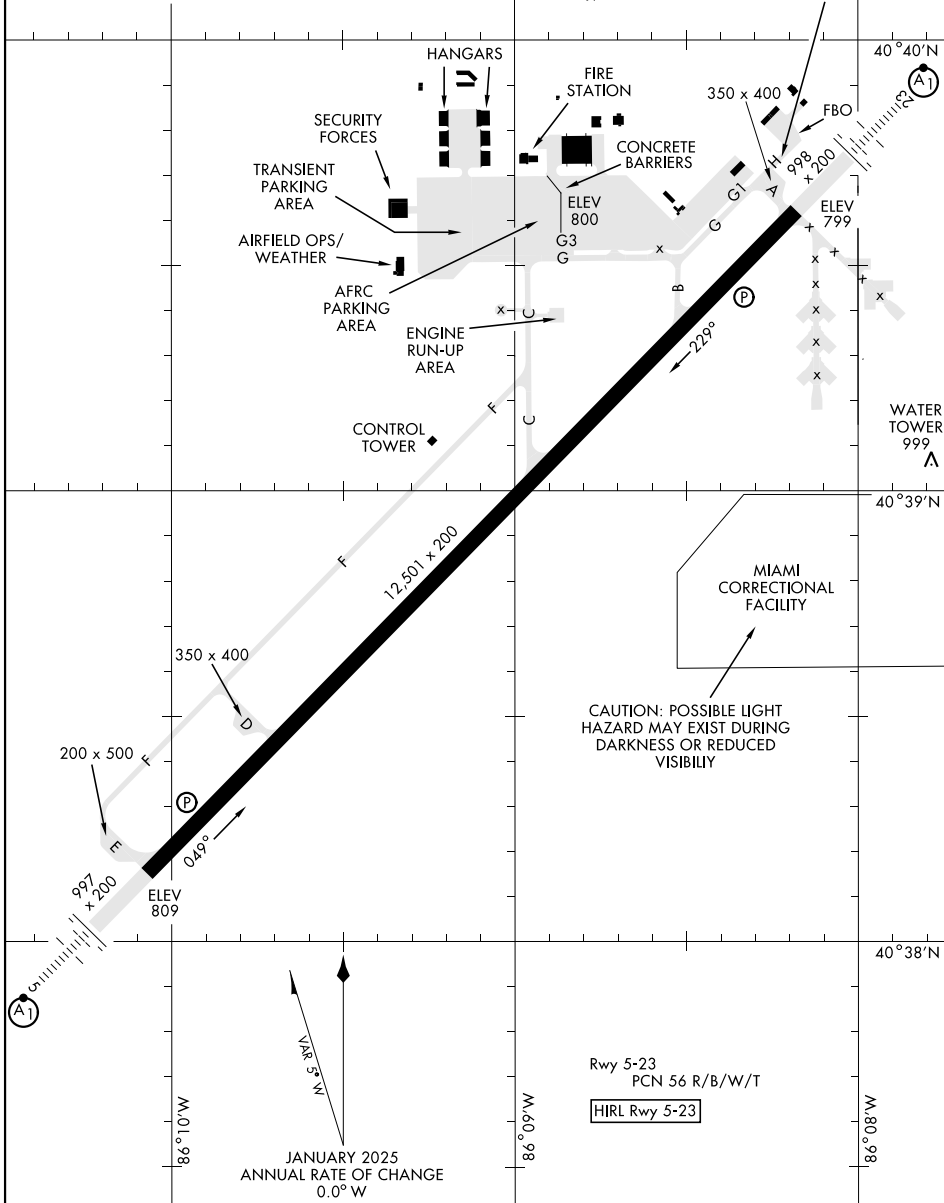 40°40'N
HANGARS
FIRE
STATION
A1
23
350 x 400
FBO
SECURITY
FORCES
CONCRETE
BARRIERS
TRANSIENT
PARKING
AREA
H
998
x 200
A
G1
ELEV
800
ELEV
799
G
AIRFIELD OPS/
WEATHER
G3
G
x
x
x
x
x
x
AFRC
PARKING
AREA
B
P
x
C
x
ENGINE
RUN-UP
AREA
229°
x
x
F
C
WATER
TOWER
999
CONTROL
TOWER
40°39'N
12,501 x 200
F
MIAMI
CORRECTIONAL
FACILITY
350 x 400
D
CAUTION: POSSIBLE LIGHT
HAZARD MAY EXIST DURING
DARKNESS OR REDUCED
VISIBILIY
200 x 500
F
P
049°
E
997
x 200
ELEV
809
40°38'N
5
A1
VAR 5° W
Rwy 5-23
PCN 56 R/B/W/T
HIRL Rwy 5-23
86°10'W
86°09'W
86°08'W
JANUARY 2025
ANNUAL RATE OF CHANGE
0.0° W